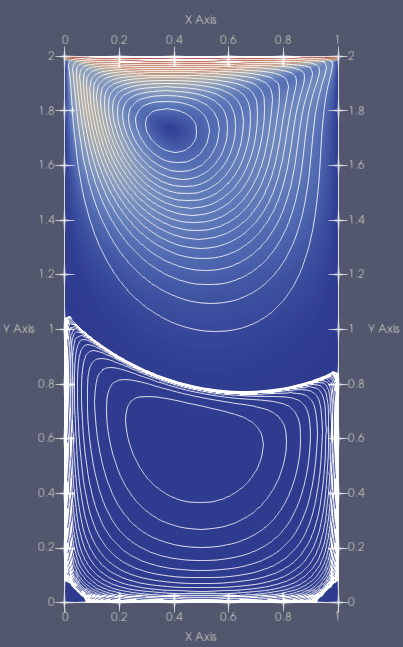 X Axis
0 0.2 0.4 0.6 0.8 1
2 2
1.8 1.8
1.6 1.6
1.4 1.4
1.2 1.2
Y Axis 1 1 Y Axis
0.8 0.8
0.6 0.6
0.4 0.4
0.2 0.2
0 0
0 0.2 0.4 0.6 0.8 1
X Axis